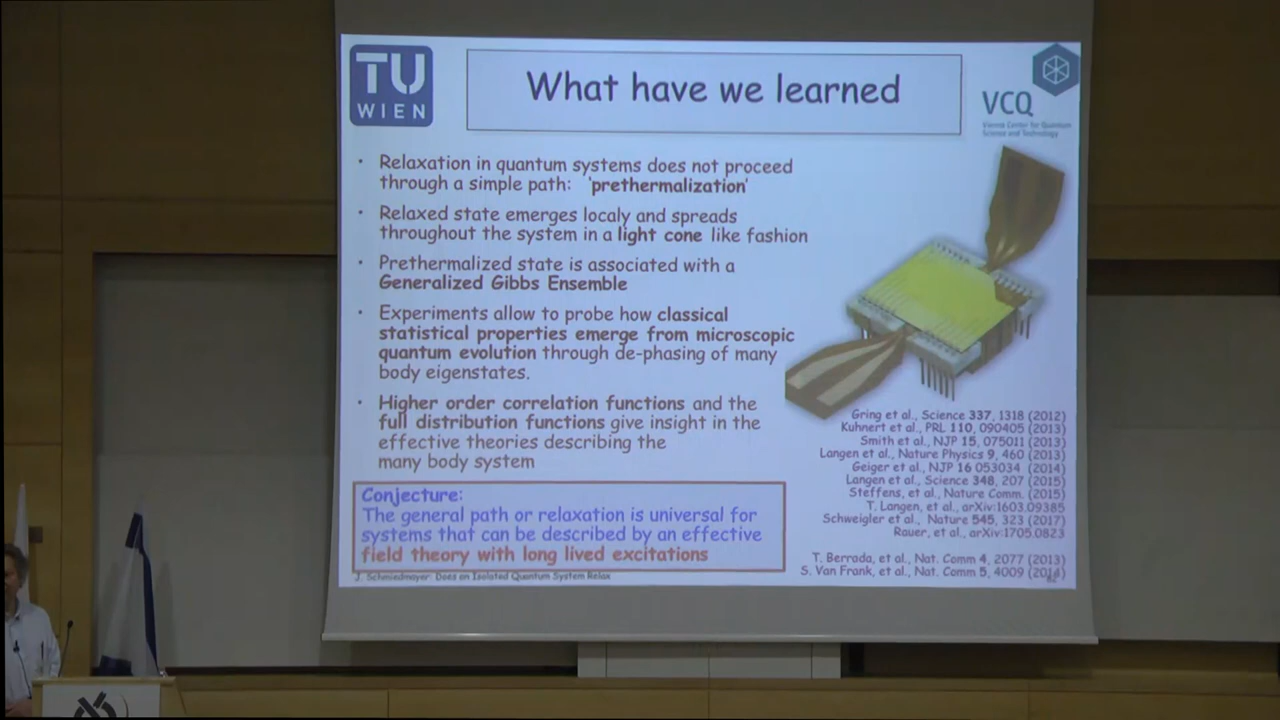 TU
WIEN
What have we learned
VCQ
Vienna Center for Quantum
Science and Technology
• Relaxation in quantum systems does not proceed
through a simple path: 'prethermalization'
• Relaxed state emerges localy and spreads
throughout the system in a light cone like fashion
• Prethermalized state is associated with a
Generalized Gibbs Ensemble
• Experiments allow to probe how classical
statistical properties emerge from microscopic
quantum evolution through de-phasing of many
body eigenstates.
• Higher order correlation functions and the
full distribution functions give insight in the
effective theories describing the
many body system
Conjecture:
The general path or relaxation is universal for
systems that can be described by an effective
field theory with long lived excitations
J. Schmiedmayer: Does an Isolated Quantum System Relax
Gring et al., Science 337, 1318 (2012)
Kuhnert et al., PRL 110, 090405 (2013)
Smith et al., NJP 15, 075011 (2013)
Langen et al., Nature Physics 9, 460 (2013)
Geiger et al., NJP 16 053034 (2014)
Langen et al., Science 348, 207 (2015)
Steffens, et al., Nature Comm. (2015)
T. Langen, et al., arXiv:1603.09385
Schweigler et al., Nature 545, 323 (2017)
Rauer, et al., arXiv:1705.0823
T. Berrada, et al., Nat. Comm 4, 2077 (2013)
S. Van Frank, et al., Nat. Comm 5, 4009 (2014)